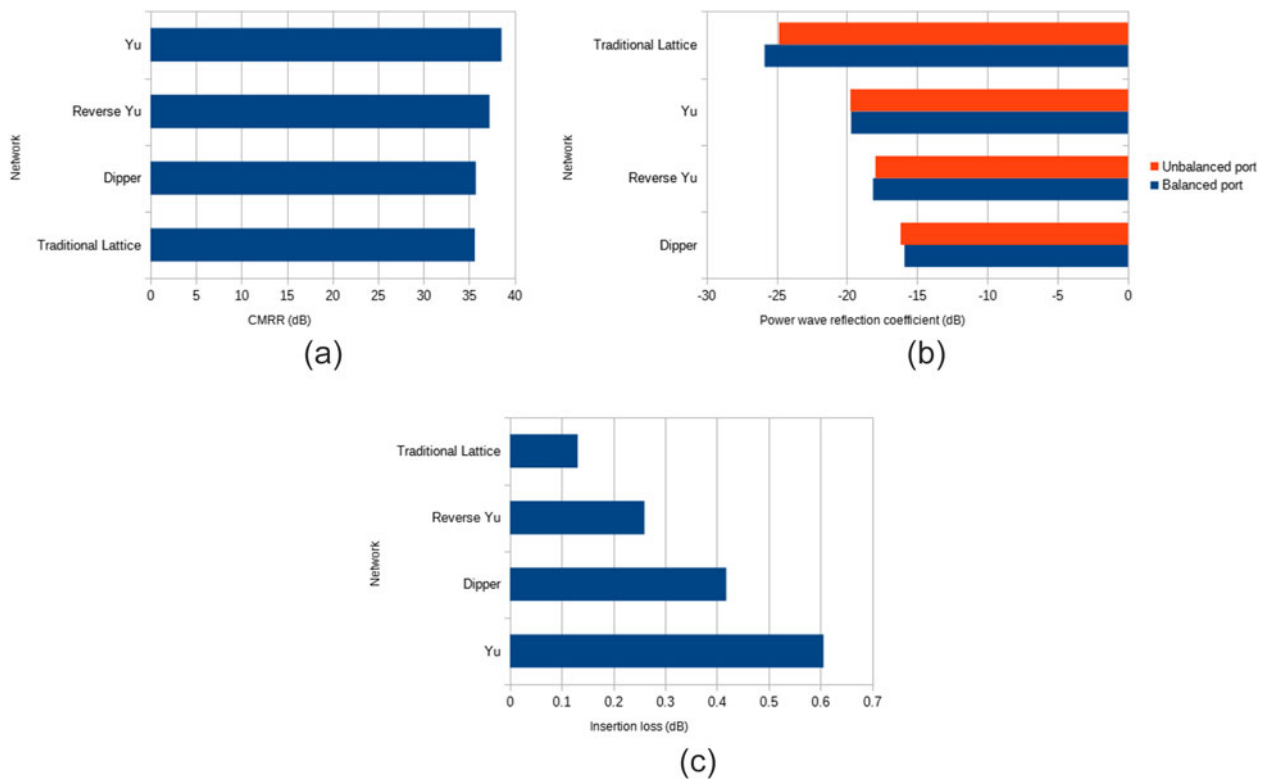 Yu
Reverse Yu
Dipper
Traditional Lattice
Network
0 5 10 15 20 25 30 35 40
CMRR (dB)
(a)
Traditional Lattice
Yu
Reverse Yu
Dipper
Network
-30 -25 -20 -15 -10 -5 0
Power wave reflection coefficient (dB)
Unbalanced port
Balanced port
(b)
Traditional Lattice
Reverse Yu
Dipper
Yu
Network
0 0.1 0.2 0.3 0.4 0.5 0.6 0.7
Insertion loss (dB)
(c)